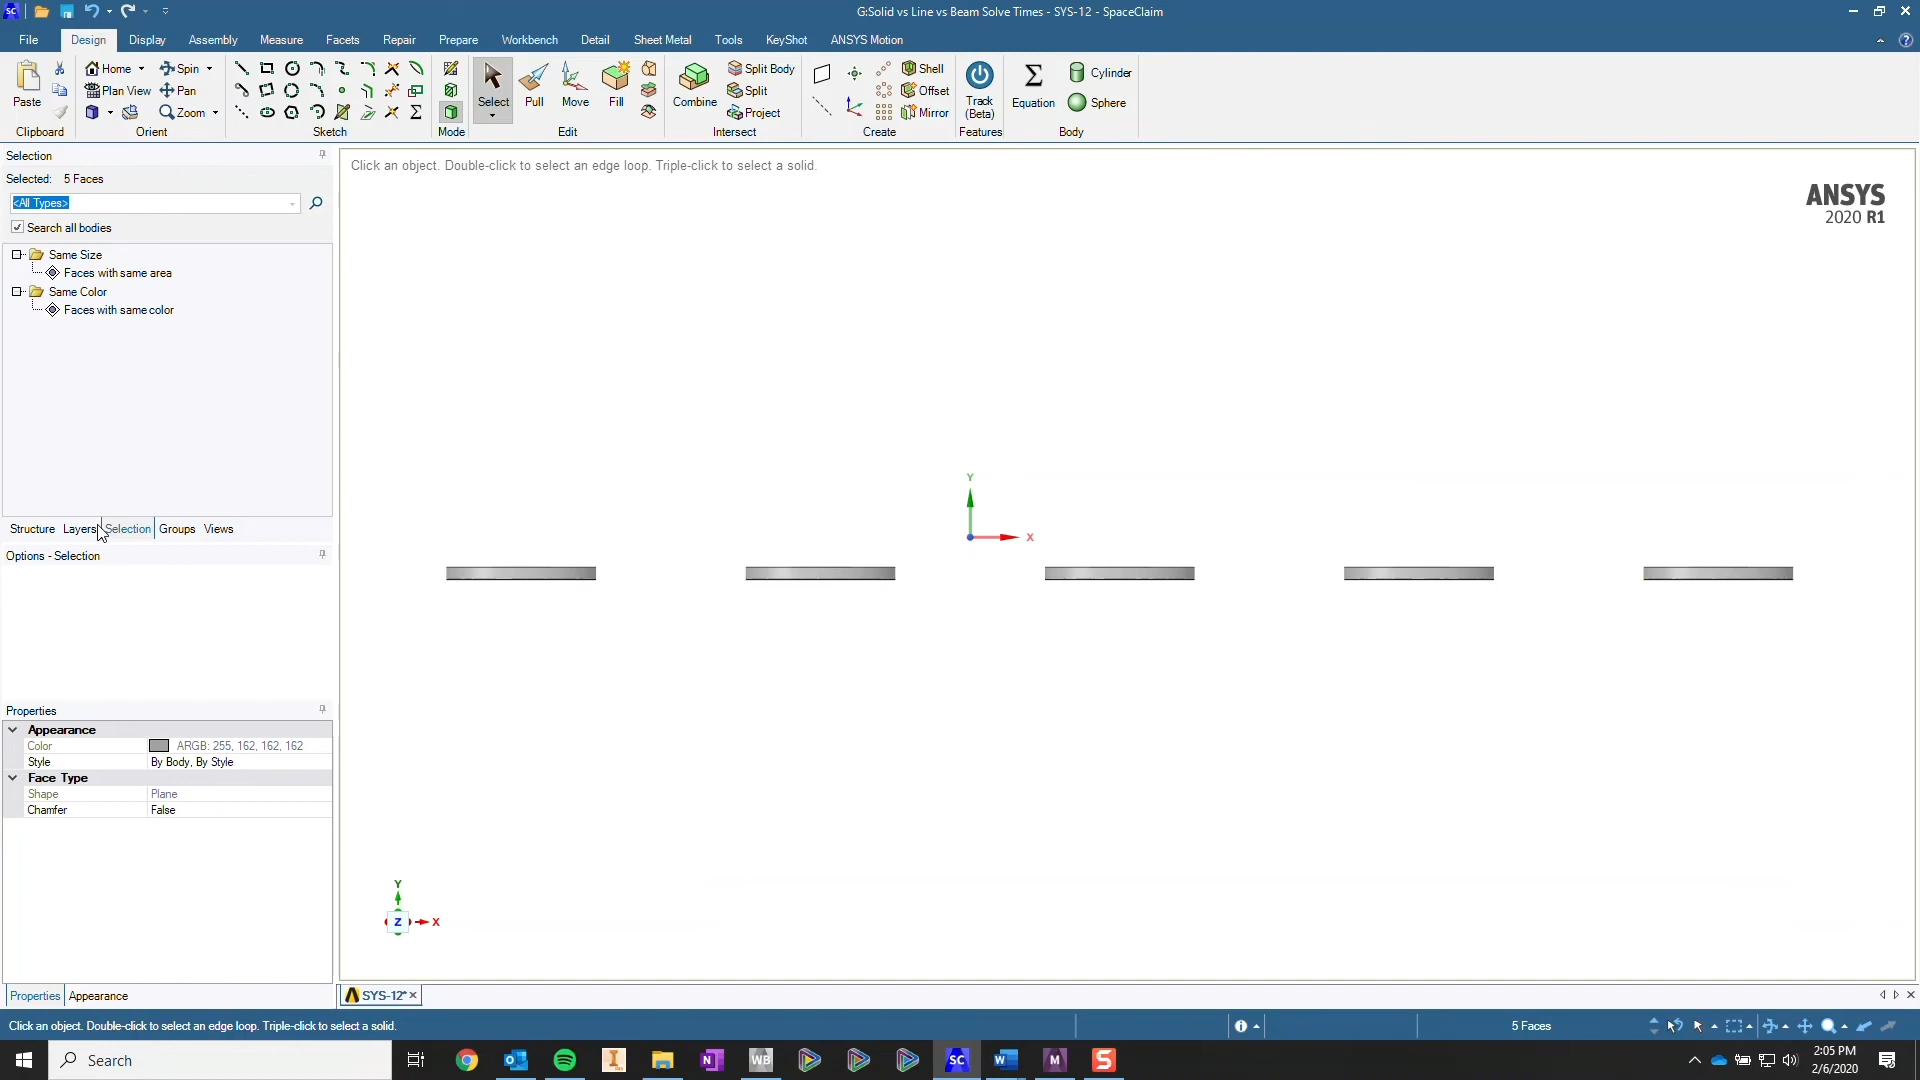 G:Solid vs Line vs Beam Solve Times - SYS-12 - SpaceClaim
File Design Display Assembly Measure Facets Repair Prepare Workbench Detail Sheet Metal Tools KeyShot ANSYS Motion
Paste
Clipboard
Home Spin
Plan View Pan
Zoom
Orient
Sketch
Mode
Select Pull Move Fill
Edit
Combine
Split Body
Split
Project
Intersect
Shell
Offset
Mirror
Create
Track
(Beta)
Features
Equation
Cylinder
Sphere
Body
Selection
Selected: 5 Faces
<All Types>
Search all bodies
Same Size
Faces with same area
Same Color
Faces with same color
Structure Layers Selection Groups Views
Options - Selection
Properties
Appearance
Color ARGB: 255, 162, 162, 162
Style By Body, By Style
Face Type
Shape Plane
Chamfer False
Properties Appearance
Click an object. Double-click to select an edge loop. Triple-click to select a solid.
ANSYS
2020 R1
Y
X
Y
Z X
SYS-12*
Click an object. Double-click to select an edge loop. Triple-click to select a solid.
5 Faces
Search
N
WB
SC
W
M
S
2:05 PM
2/6/2020